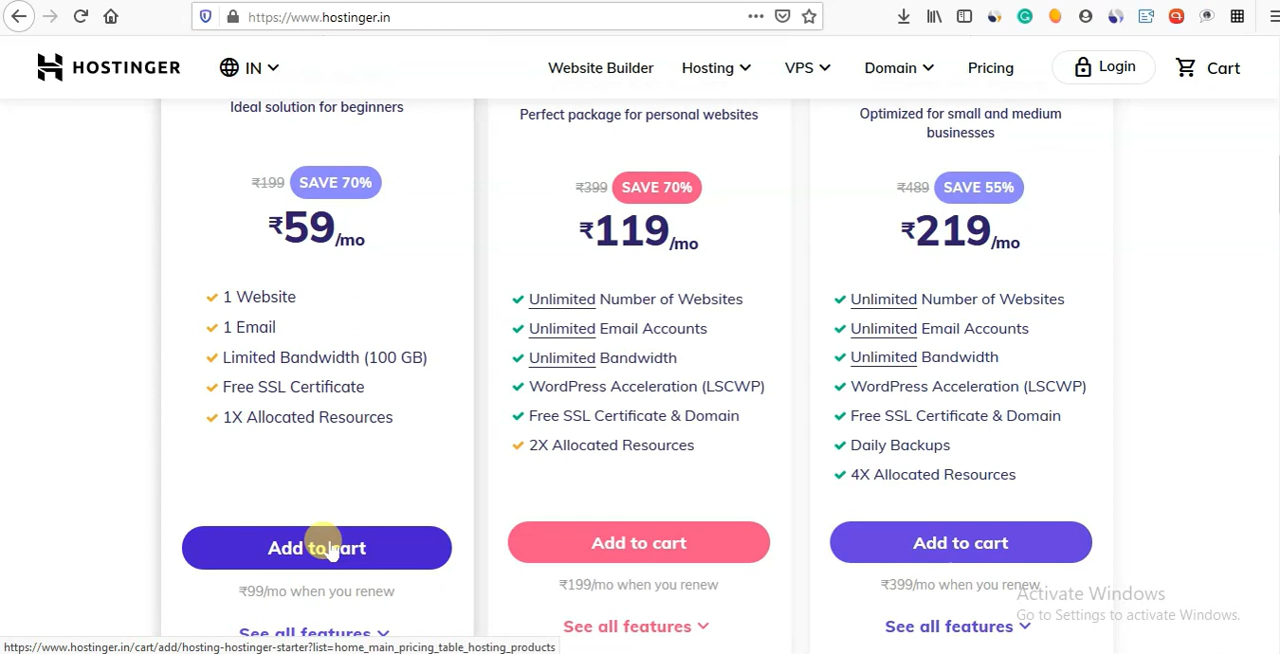 https://www.hostinger.in
HOSTINGER
IN
Website Builder
Hosting
VPS
Domain
Pricing
Login
Cart
Ideal solution for beginners
₹199 SAVE 70%
₹59/mo
1 Website
1 Email
Limited Bandwidth (100 GB)
Free SSL Certificate
1X Allocated Resources
Add to cart
₹99/mo when you renew
See all features
Perfect package for personal websites
₹399 SAVE 70%
₹119/mo
Unlimited Number of Websites
Unlimited Email Accounts
Unlimited Bandwidth
WordPress Acceleration (LSCWP)
Free SSL Certificate & Domain
2X Allocated Resources
Add to cart
₹199/mo when you renew
See all features
Optimized for small and medium
businesses
₹489 SAVE 55%
₹219/mo
Unlimited Number of Websites
Unlimited Email Accounts
Unlimited Bandwidth
WordPress Acceleration (LSCWP)
Free SSL Certificate & Domain
Daily Backups
4X Allocated Resources
Add to cart
₹399/mo when you renew
See all features
Activate Windows
Go to Settings to activate Windows.
https://www.hostinger.in/cart/add/hosting-hostinger-starter?list=home_main_pricing_table_hosting_products